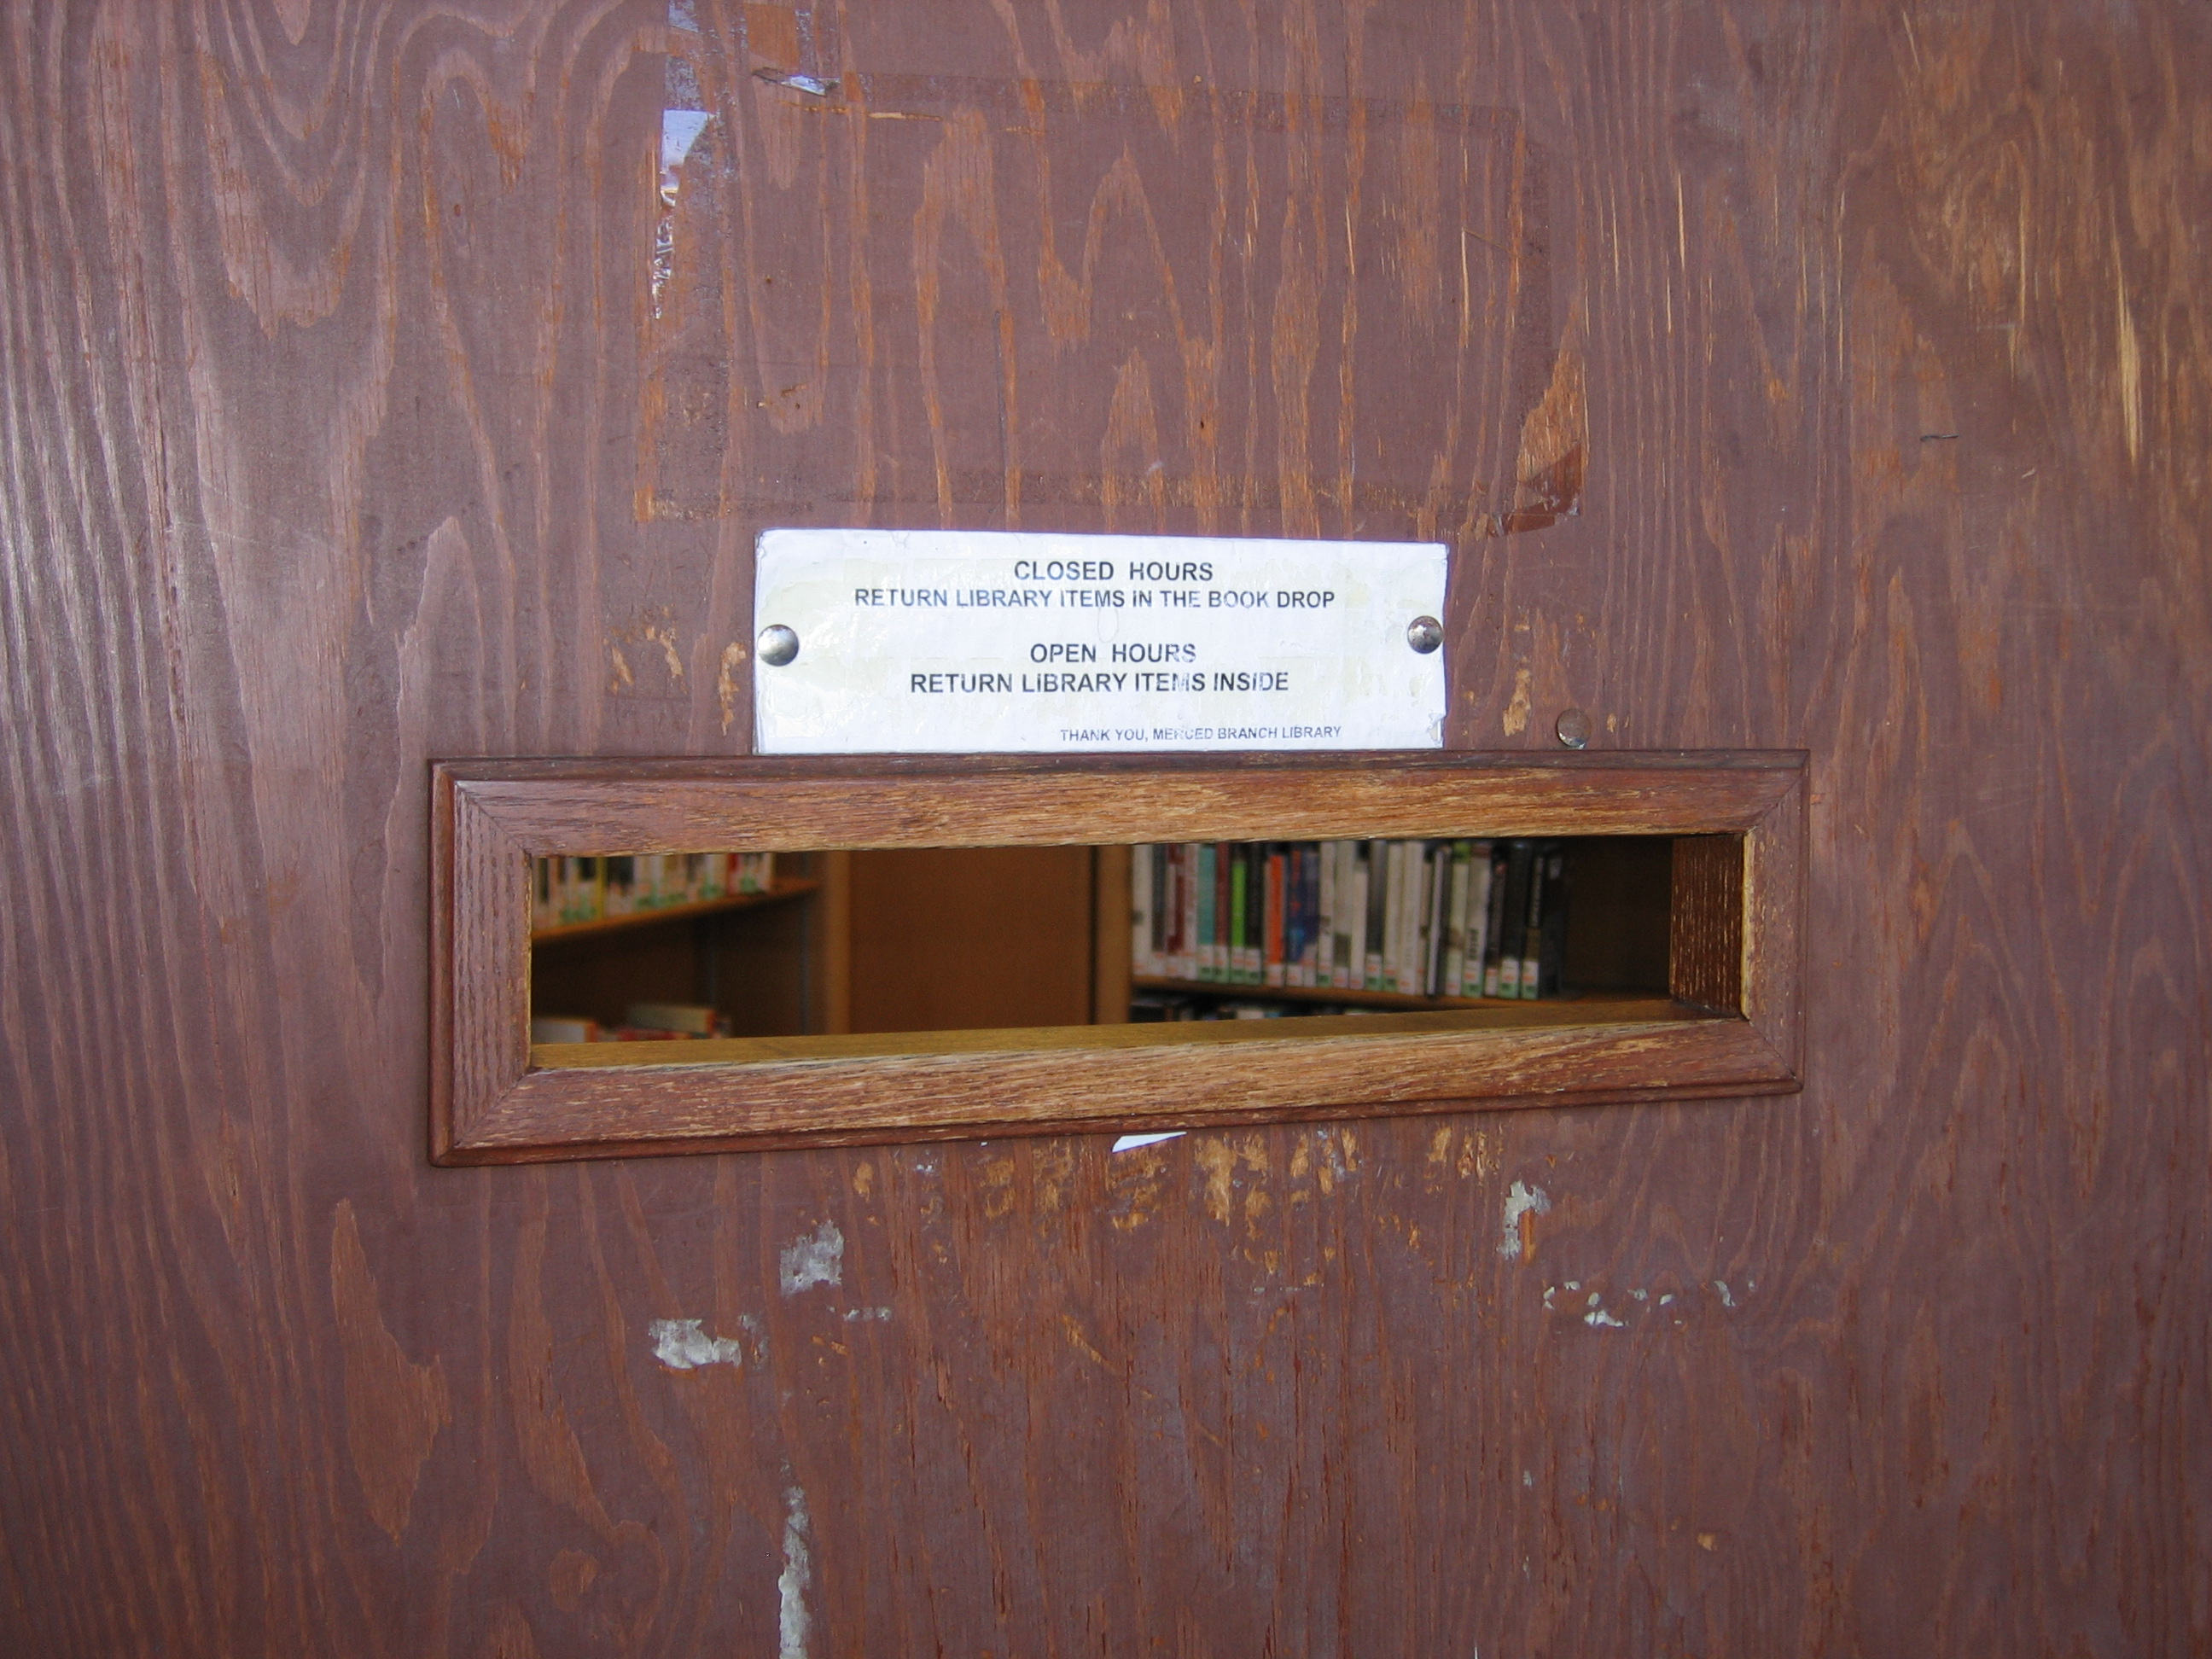 CLOSED HOURS
RETURN LIBRARY ITEMS IN THE BOOK DROP
OPEN HOURS
RETURN LIBRARY ITEMS INSIDE
THANK YOU, MERCED BRANCH LIBRARY